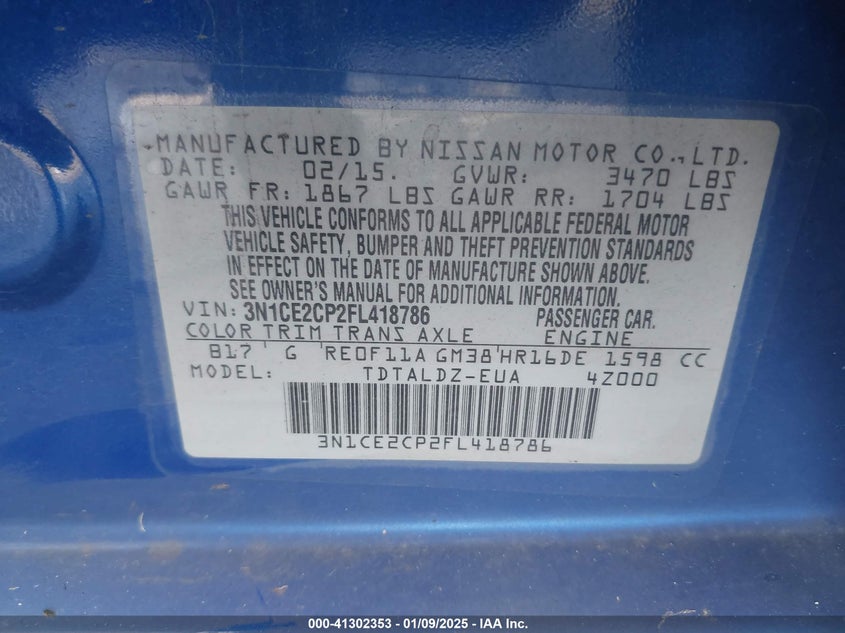 MANUFACTURED BY NISSAN MOTOR CO., LTD.
DATE: 02/15. GVWR: 3470 LBS
GAWR FR: 1867 LBS GAWR RR: 1704 LBS
THIS VEHICLE CONFORMS TO ALL APPLICABLE FEDERAL MOTOR
VEHICLE SAFETY, BUMPER AND THEFT PREVENTION STANDARDS
IN EFFECT ON THE DATE OF MANUFACTURE SHOWN ABOVE.
SEE OWNER'S MANUAL FOR ADDITIONAL INFORMATION.
VIN: 3N1CE2CP2FL418786 PASSENGER CAR.
COLOR TRIM TRANS AXLE ENGINE
B17 G RE0F11A GM38 HR16DE 1598 CC
MODEL: TDTALDZ-EUA 4Z000
3N1CE2CP2FL418786
000-41302353 - 01/09/2025 - IAA Inc.